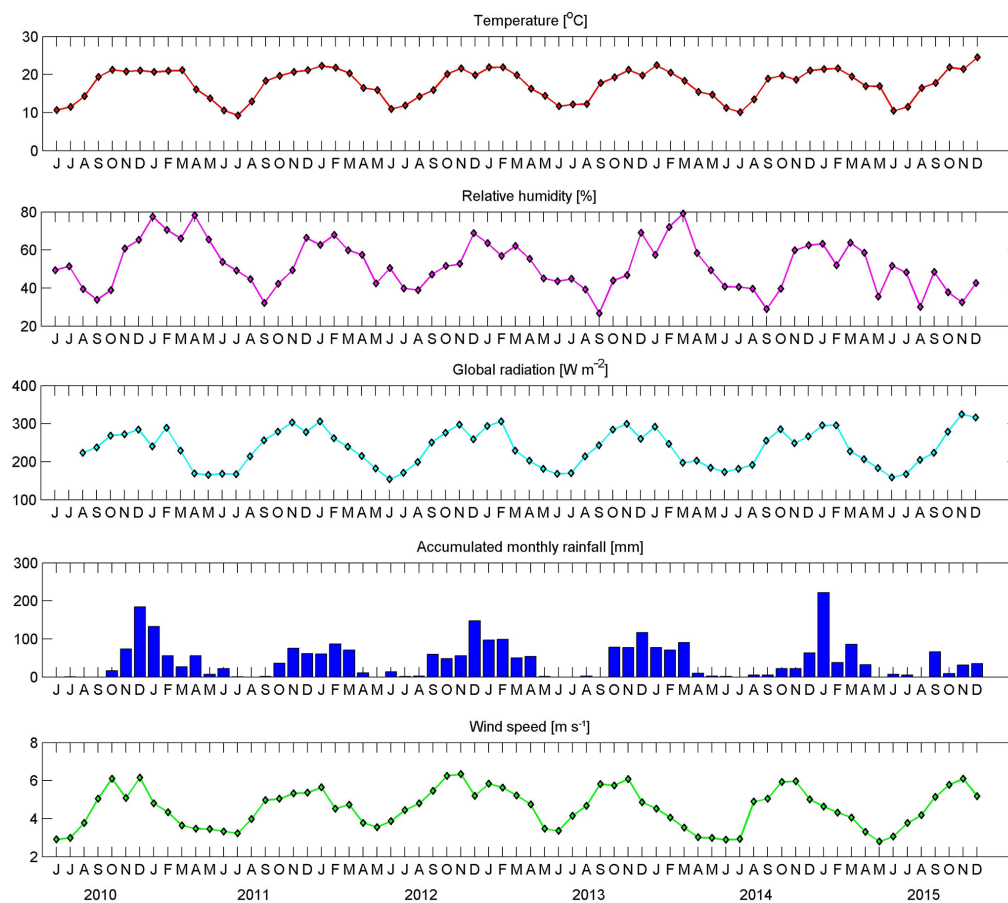 Temperature [°C]
30
20
10
0
J J A S O N D J F M A M J J A S O N D J F M A M J J A S O N D J F M A M J J A S O N D J F M A M J J A S O N D J F M A M J J A S O N D
Relative humidity [%]
80
60
40
20
J J A S O N D J F M A M J J A S O N D J F M A M J J A S O N D J F M A M J J A S O N D J F M A M J J A S O N D J F M A M J J A S O N D
Global radiation [W m⁻²]
400
300
200
100
J J A S O N D J F M A M J J A S O N D J F M A M J J A S O N D J F M A M J J A S O N D J F M A M J J A S O N D J F M A M J J A S O N D
Accumulated monthly rainfall [mm]
300
200
100
0
J J A S O N D J F M A M J J A S O N D J F M A M J J A S O N D J F M A M J J A S O N D J F M A M J J A S O N D J F M A M J J A S O N D
Wind speed [m s⁻¹]
8
6
4
2
J J A S O N D J F M A M J J A S O N D J F M A M J J A S O N D J F M A M J J A S O N D J F M A M J J A S O N D J F M A M J J A S O N D
2010 2011 2012 2013 2014 2015